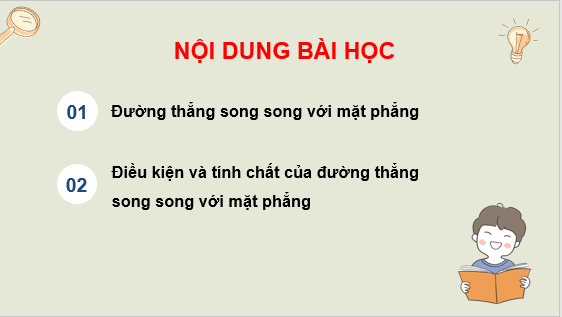 NỘI DUNG BÀI HỌC
01
Đường thẳng song song với mặt phẳng
02
Điều kiện và tính chất của đường thẳng
song song với mặt phẳng